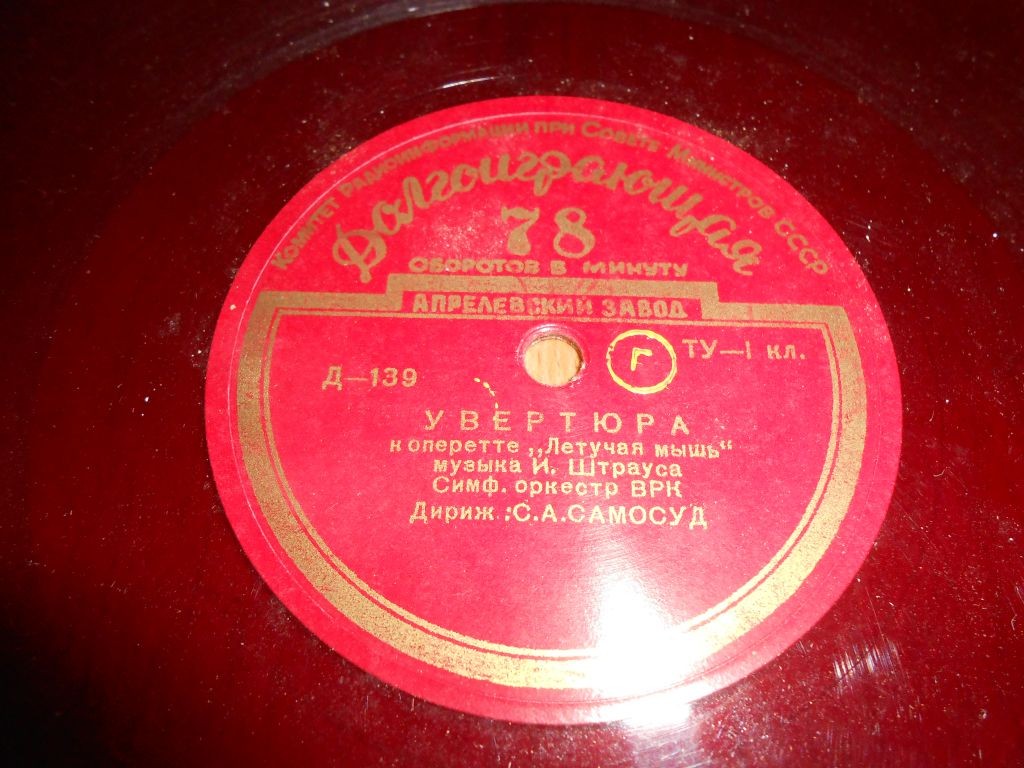 Комитет Радиоинформации при Совете Министров СССР
Долгоиграющая
78
ОБОРОТОВ В МИНУТУ
АПРЕЛЕВСКИЙ ЗАВОД
Г ТУ—I кл.
Д—139
УВЕРТЮРА
к оперетте „Летучая мышь“
музыка И. Штрауса
Симф. оркестр ВРК
Дириж.: С.А.САМОСУД